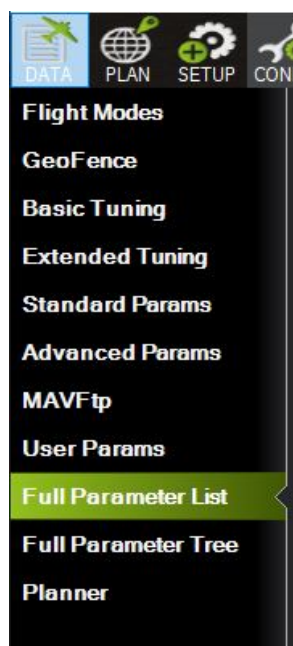 DATA PLAN SETUP CON
Flight Modes
GeoFence
Basic Tuning
Extended Tuning
Standard Params
Advanced Params
MAVFtp
User Params
Full Parameter List
Full Parameter Tree
Planner